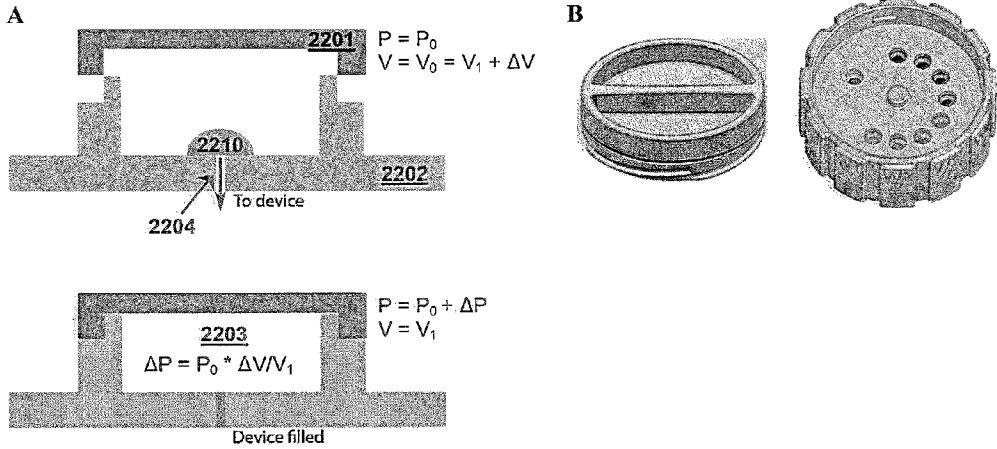 A
B
2201
P = P₀
V = V₀ = V₁ + ΔV
2210
2202
To device
2204
P = P₀ + ΔP
V = V₁
2203
ΔP = P₀ * ΔV/V₁
Device filled